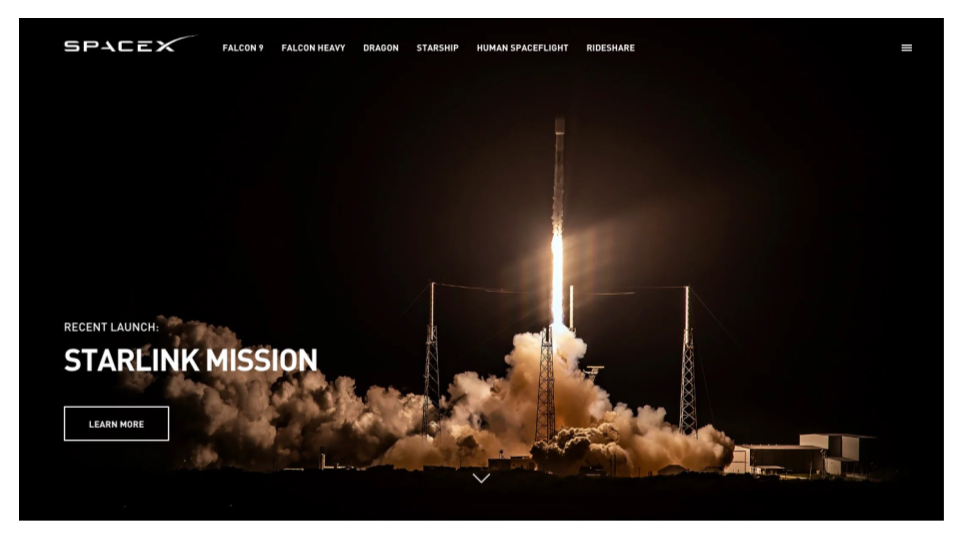 SPACEX FALCON 9 FALCON HEAVY DRAGON STARSHIP HUMAN SPACEFLIGHT RIDESHARE
RECENT LAUNCH:
STARLINK MISSION
LEARN MORE